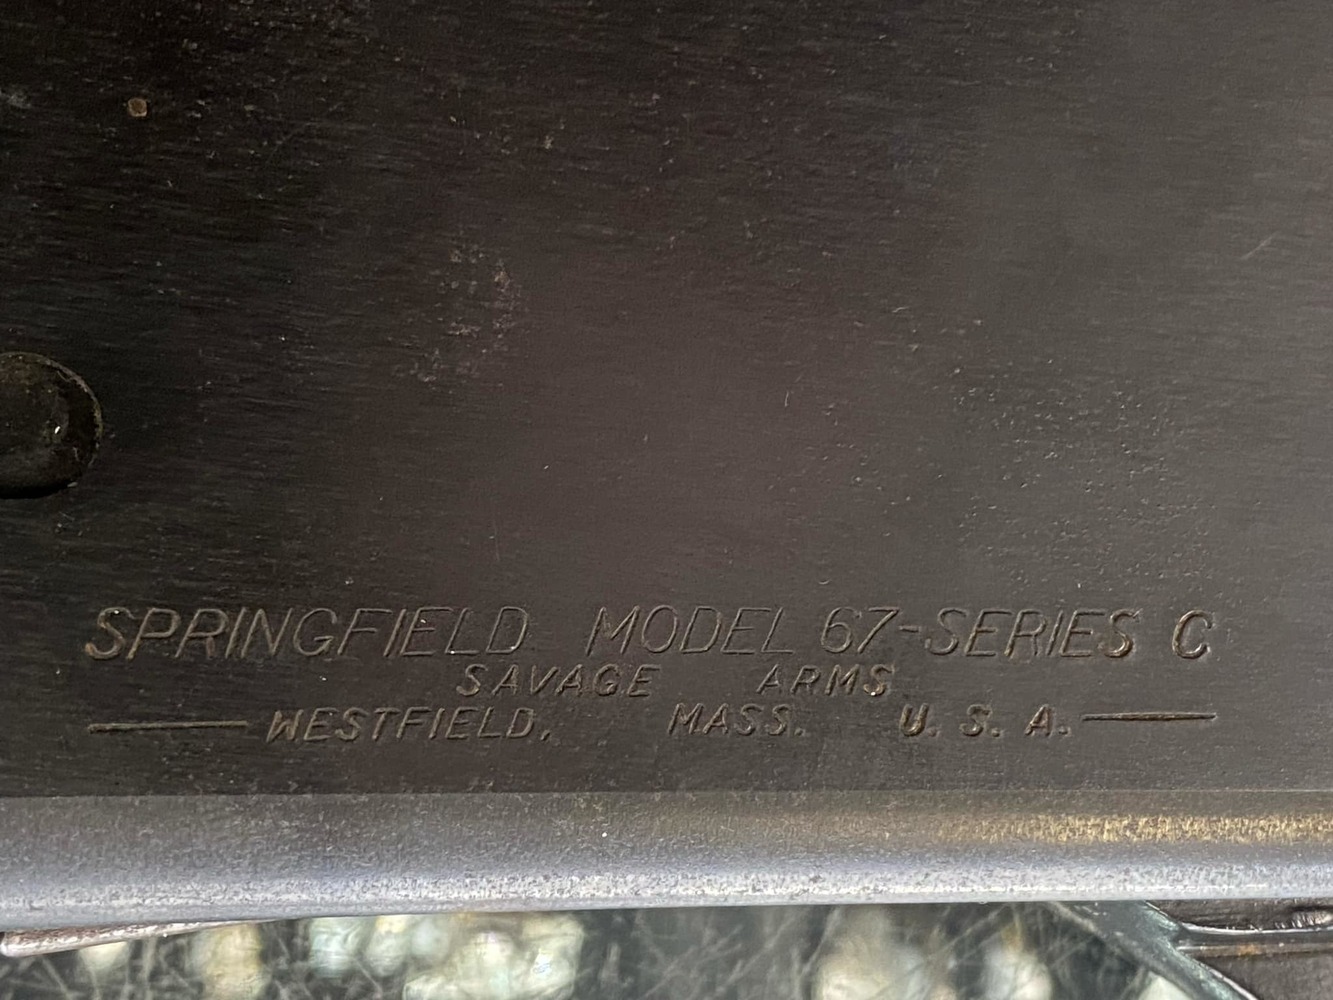 SPRINGFIELD MODEL 67-SERIES C
SAVAGE ARMS
WESTFIELD, MASS. U. S. A.